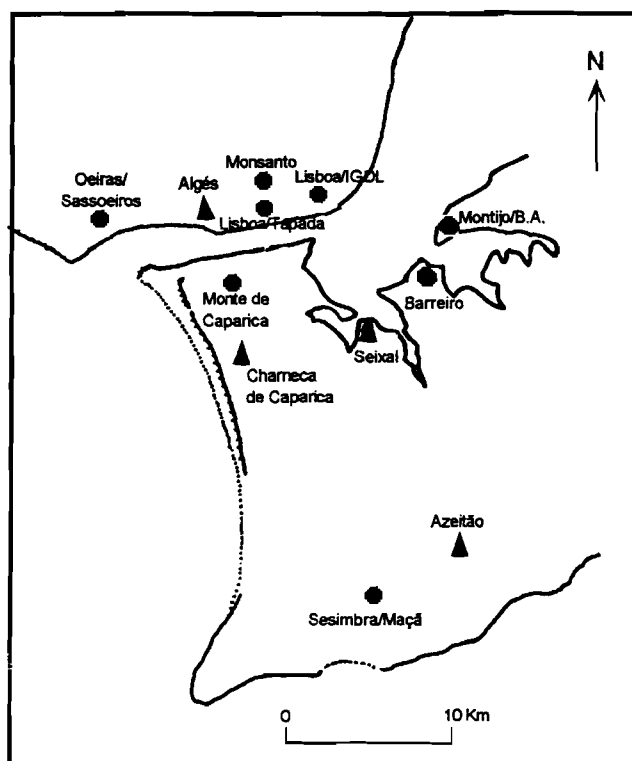 N
Monsanto
Lisboa/IGDL
Oeiras/
Sassoeiros
Algés
Lisboa/Tapada
Montijo/B.A.
Monte de
Caparica
Barreiro
Seixal
Charneca
de Caparica
Azeitão
Sesimbra/Maçã
0
10 Km